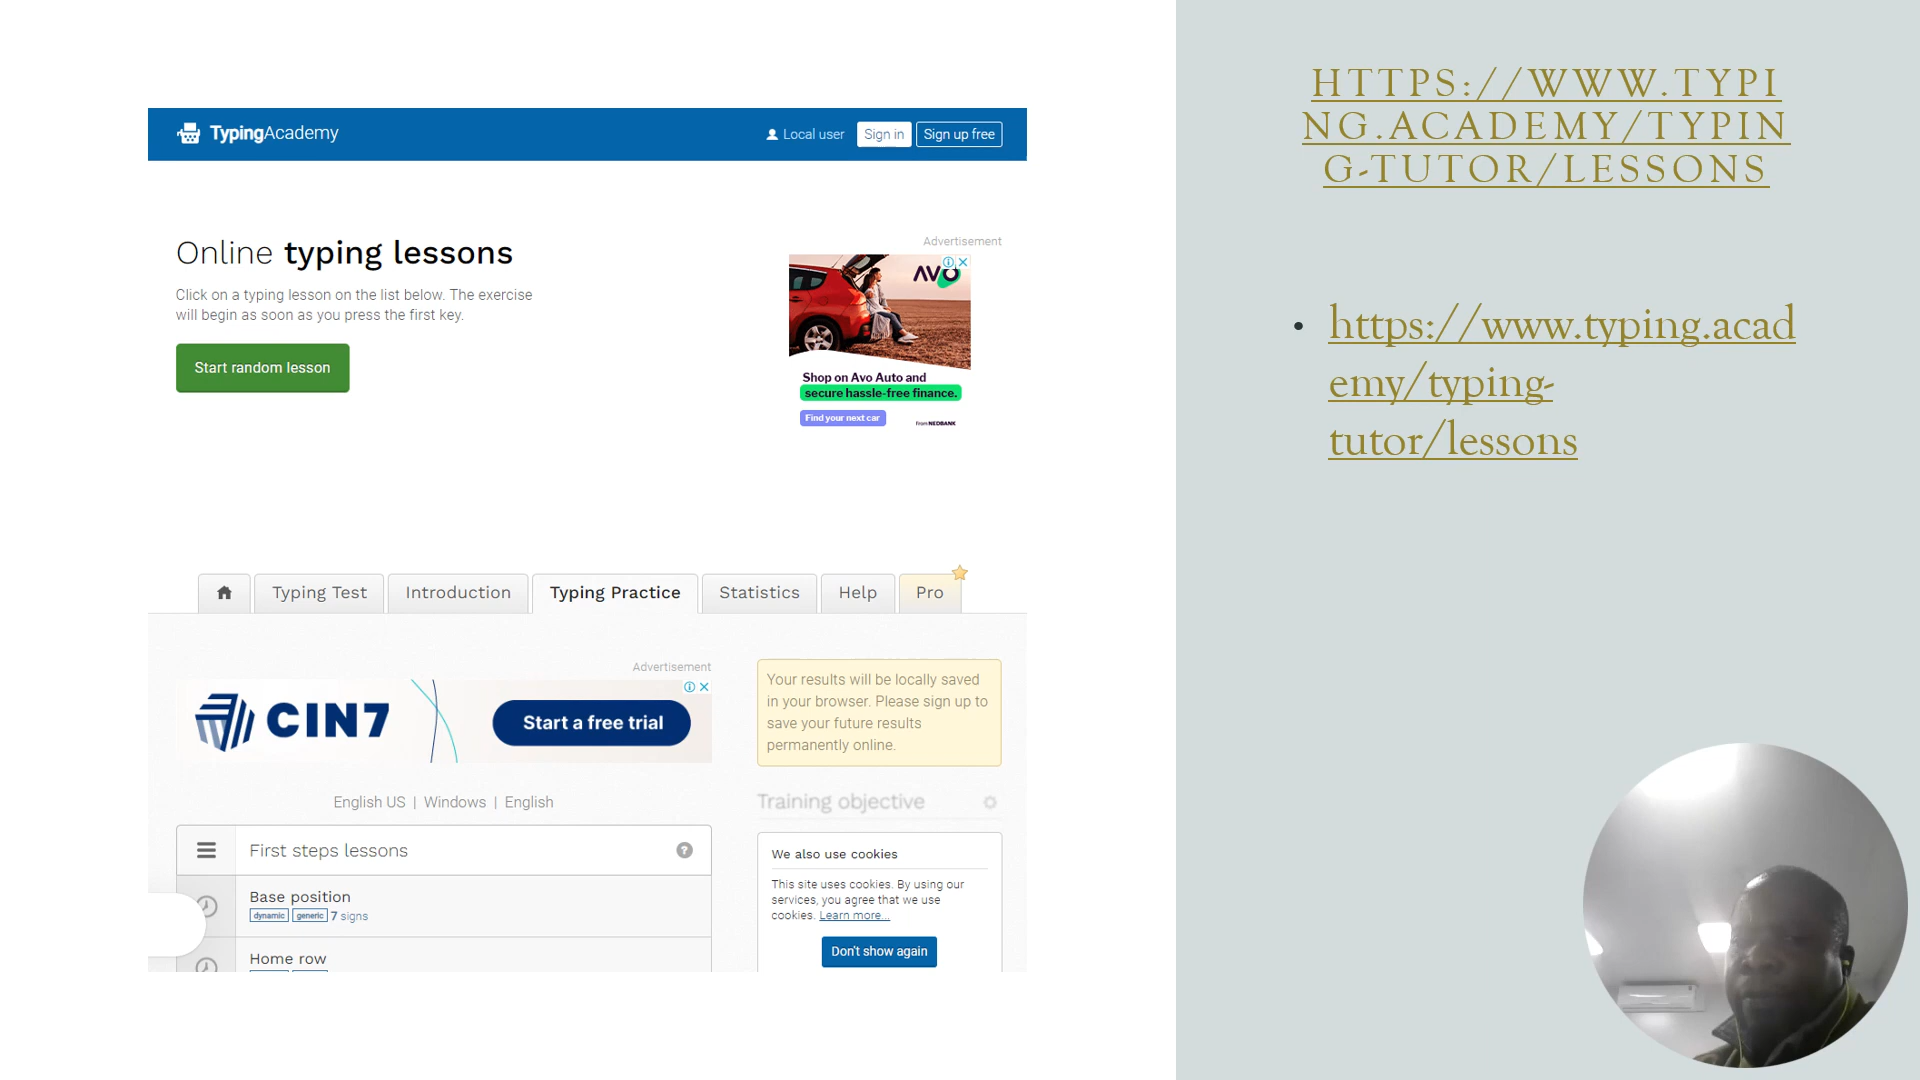 TypingAcademy
Local user
Sign in
Sign up free
Online typing lessons
Click on a typing lesson on the list below. The exercise
will begin as soon as you press the first key.
Start random lesson
Advertisement
AVO
Shop on Avo Auto and
secure hassle-free finance.
Find your next car
From NEDBANK
Typing Test
Introduction
Typing Practice
Statistics
Help
Pro
Advertisement
CIN7
Start a free trial
Your results will be locally saved
in your browser. Please sign up to
save your future results
permanently online.
English US | Windows | English
Training objective
First steps lessons
Base position
dynamic generic 7 signs
Home row
We also use cookies
This site uses cookies. By using our
services, you agree that we use
cookies. Learn more...
Don't show again
HTTPS://WWW.TYPI
NG.ACADEMY/TYPIN
G-TUTOR/LESSONS
• https://www.typing.acad
emy/typing-
tutor/lessons